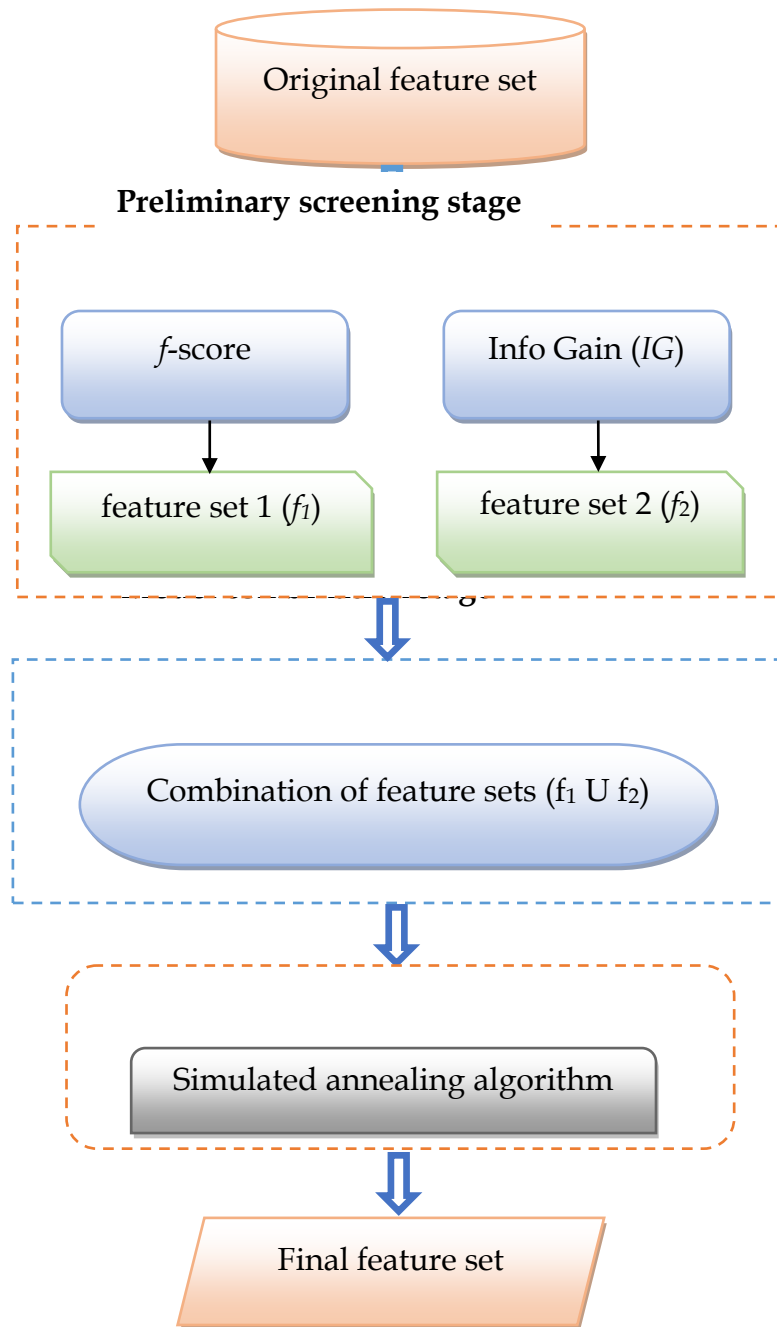 Original feature set
Preliminary screening stage
f-score
Info Gain (IG)
feature set 1 (f₁)
feature set 2 (f₂)
Combination of feature sets (f₁ U f₂)
Simulated annealing algorithm
Final feature set